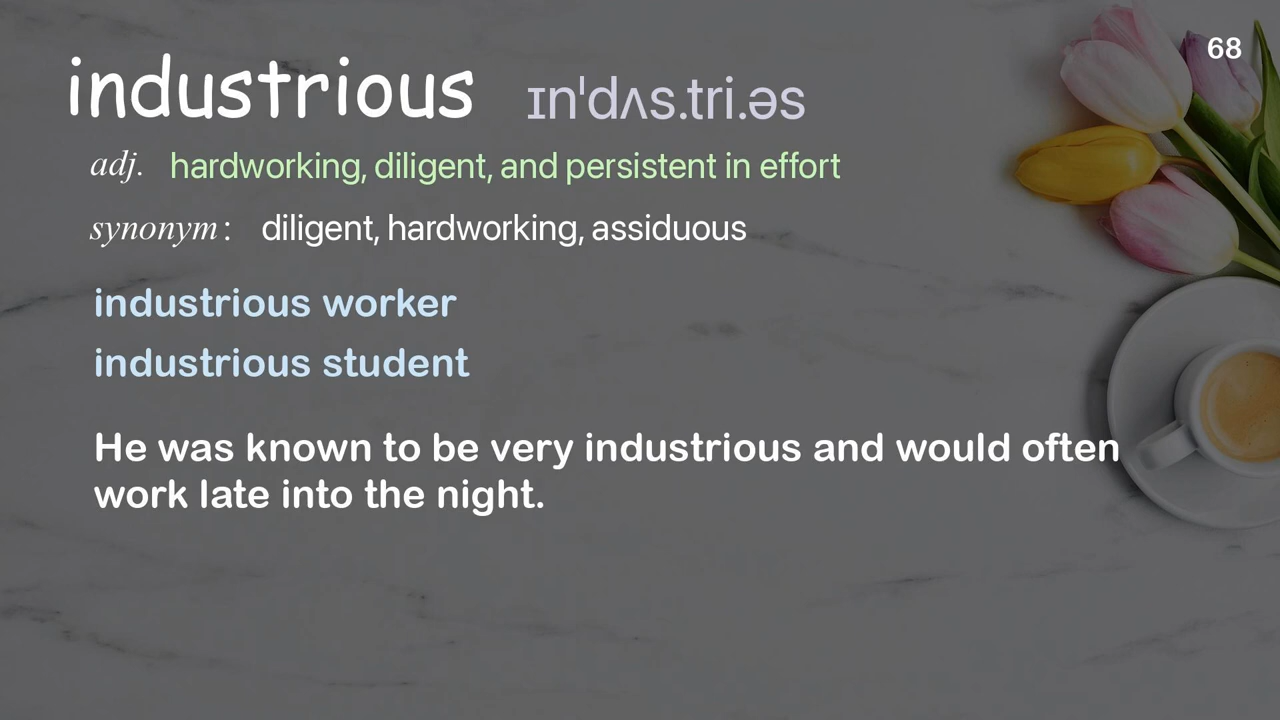 68
industrious ɪnˈdʌs.tri.əs
adj. hardworking, diligent, and persistent in effort
synonym: diligent, hardworking, assiduous
industrious worker
industrious student
He was known to be very industrious and would often
work late into the night.